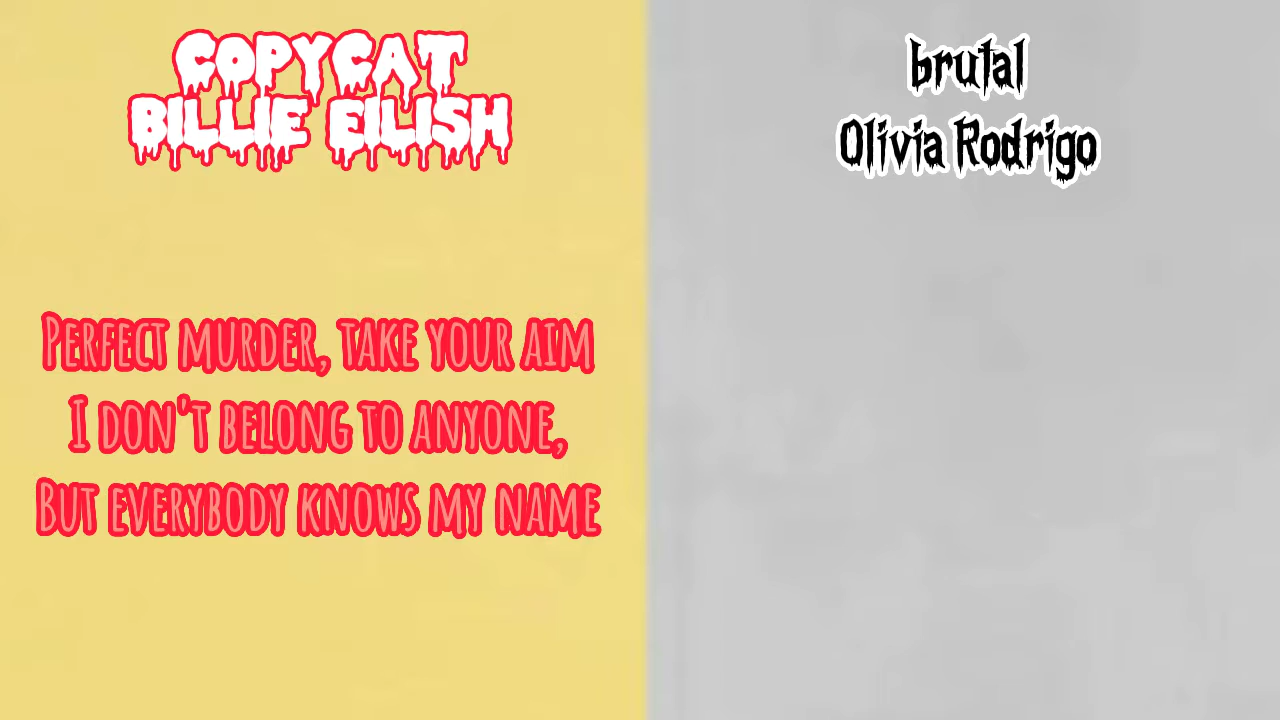 COPYCAT
BILLIE EILISH
brutal
Olivia Rodrigo
Perfect murder, take your aim
I don't belong to anyone,
But everybody knows my name